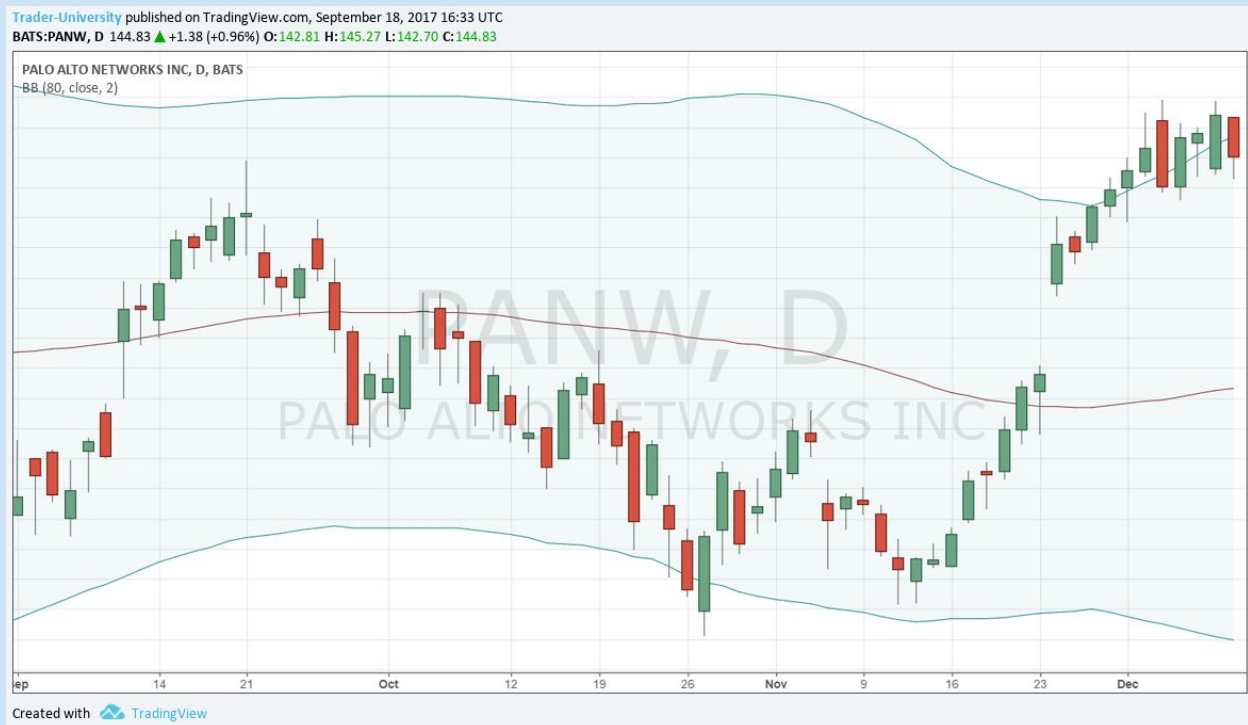 Trader-University published on TradingView.com, September 18, 2017 16:33 UTC
BATS:PANW, D 144.83 ▲ +1.38 (+0.96%) O:142.81 H:145.27 L:142.70 C:144.83
PALO ALTO NETWORKS INC, D, BATS
BB (80, close, 2)
PANW, D
PALO ALTO NETWORKS INC
ep 14 21 Oct 12 19 26 Nov 9 16 23 Dec
Created with TradingView